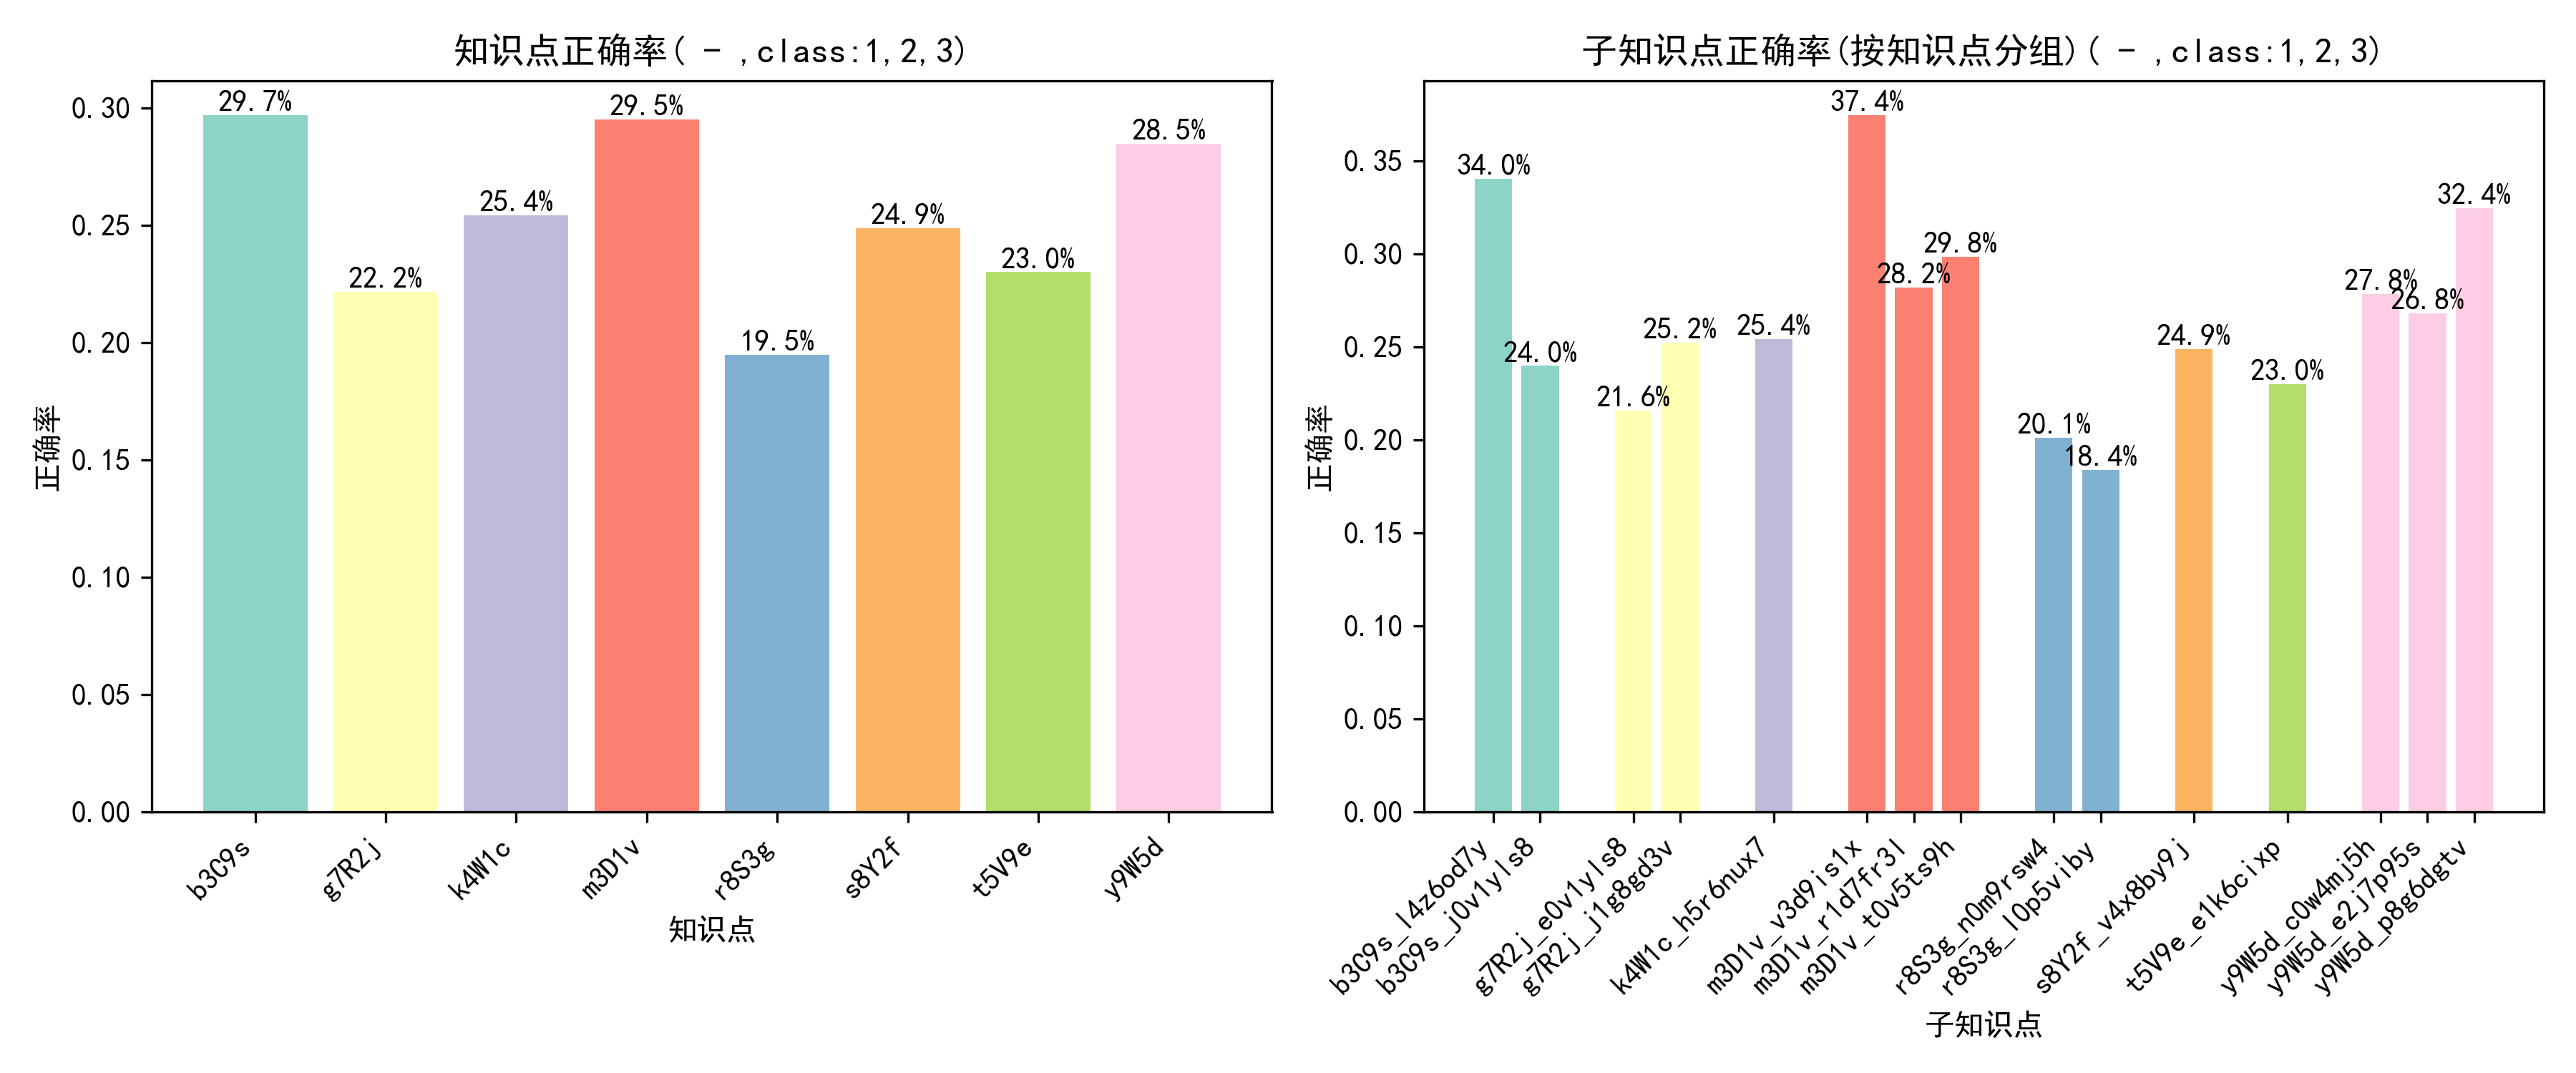 知识点正确率( - ,class:1,2,3)
0.30
0.25
0.20
0.15
0.10
0.05
0.00
正确率
29.7%
22.2%
25.4%
29.5%
19.5%
24.9%
23.0%
28.5%
b3C9s
g7R2j
k4W1c
m3D1v
r8S3g
s8Y2f
t5V9e
y9W5d
知识点
子知识点正确率(按知识点分组)( - ,class:1,2,3)
0.35
0.30
0.25
0.20
0.15
0.10
0.05
0.00
正确率
34.0%
24.0%
21.6%
25.2%
25.4%
37.4%
28.2%
29.8%
20.1%
18.4%
24.9%
23.0%
27.8%
26.8%
32.4%
b3C9s_l4z6od7y
b3C9s_j0v1yls8
g7R2j_e0v1yls8
g7R2j_j1g8gd3v
k4W1c_h5r6nux7
m3D1v_v3d9is1x
m3D1v_r1d7fr3l
m3D1v_t0v5ts9h
r8S3g_n0m9rsw4
r8S3g_l0p5viby
s8Y2f_v4x8by9j
t5V9e_e1k6cixp
y9W5d_c0w4mj5h
y9W5d_e2j7p95s
y9W5d_p8g6dgtv
子知识点